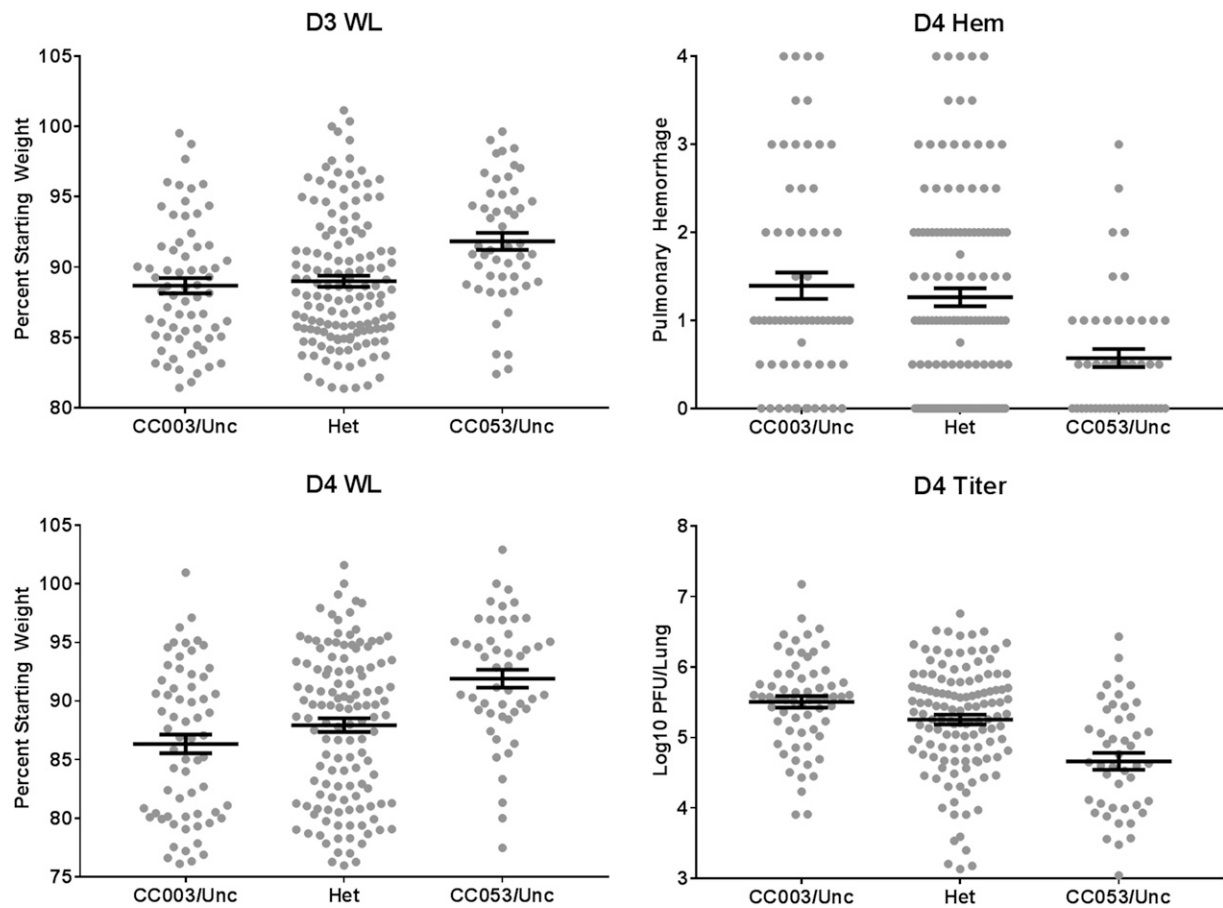 D3 WL
Percent Starting Weight
105
100
95
90
85
80
CC003/Unc Het CC053/Unc
D4 Hem
Pulmonary Hemorrhage
4
3
2
1
0
CC003/Unc Het CC053/Unc
D4 WL
Percent Starting Weight
105
100
95
90
85
80
75
CC003/Unc Het CC053/Unc
D4 Titer
Log10 PFU/Lung
8
7
6
5
4
3
CC003/Unc Het CC053/Unc